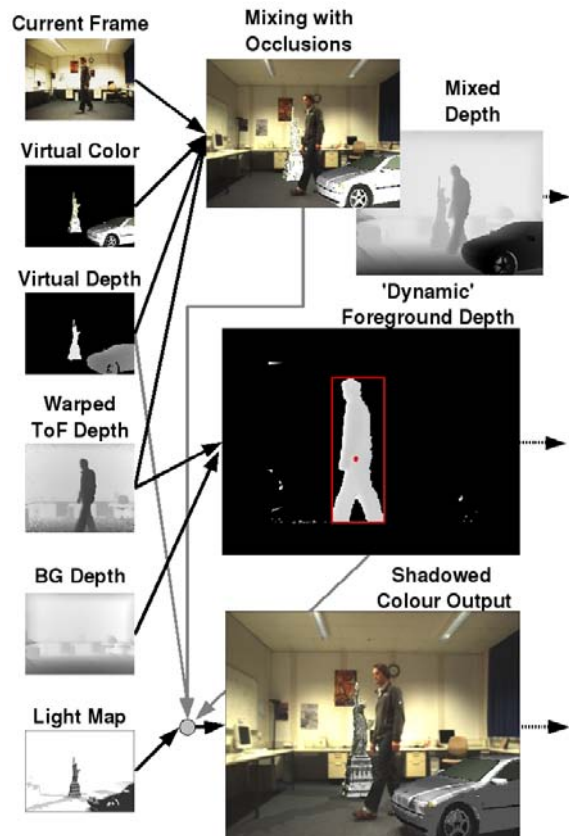 Current Frame
Mixing with
Occlusions
Mixed
Depth
Virtual Color
Virtual Depth
'Dynamic'
Foreground Depth
Warped
ToF Depth
BG Depth
Shadowed
Colour Output
Light Map